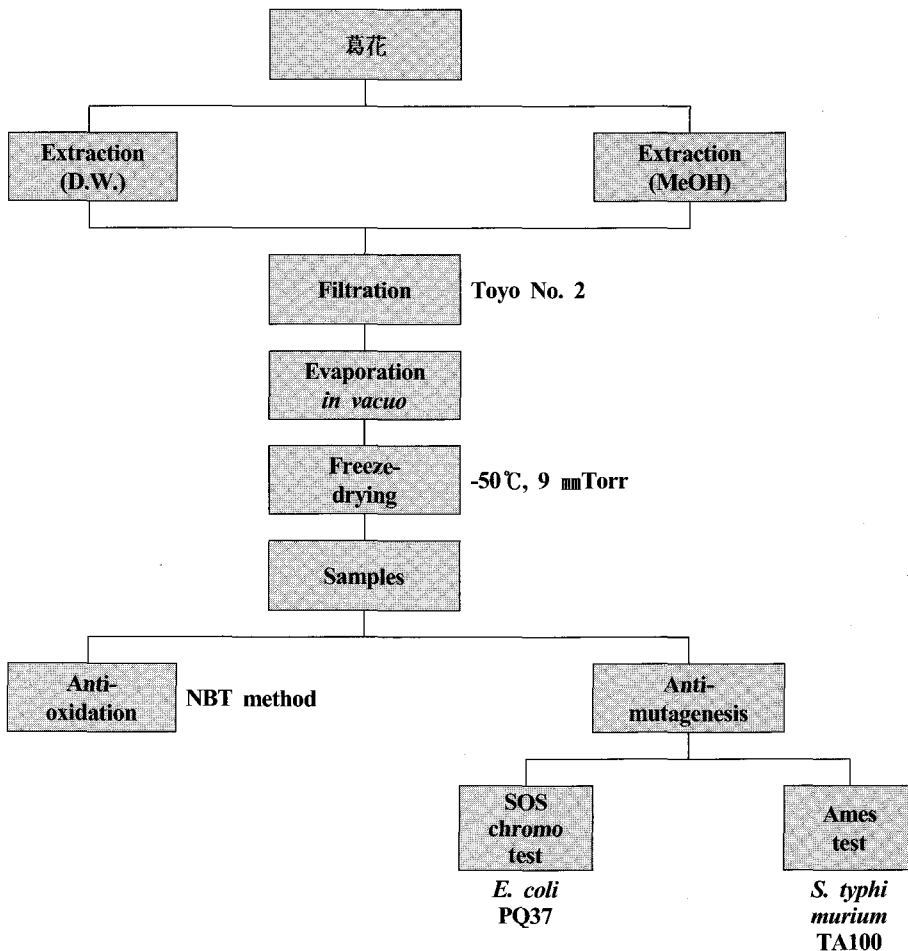 葛花
Extraction
(D.W.)
Extraction
(MeOH)
Filtration
Toyo No. 2
Evaporation
in vacuo
Freeze-
drying
-50℃, 9 ㎜Torr
Samples
Anti-
oxidation
NBT method
Anti-
mutagenesis
SOS
chromo
test
E. coli
PQ37
Ames
test
S. typhi
murium
TA100